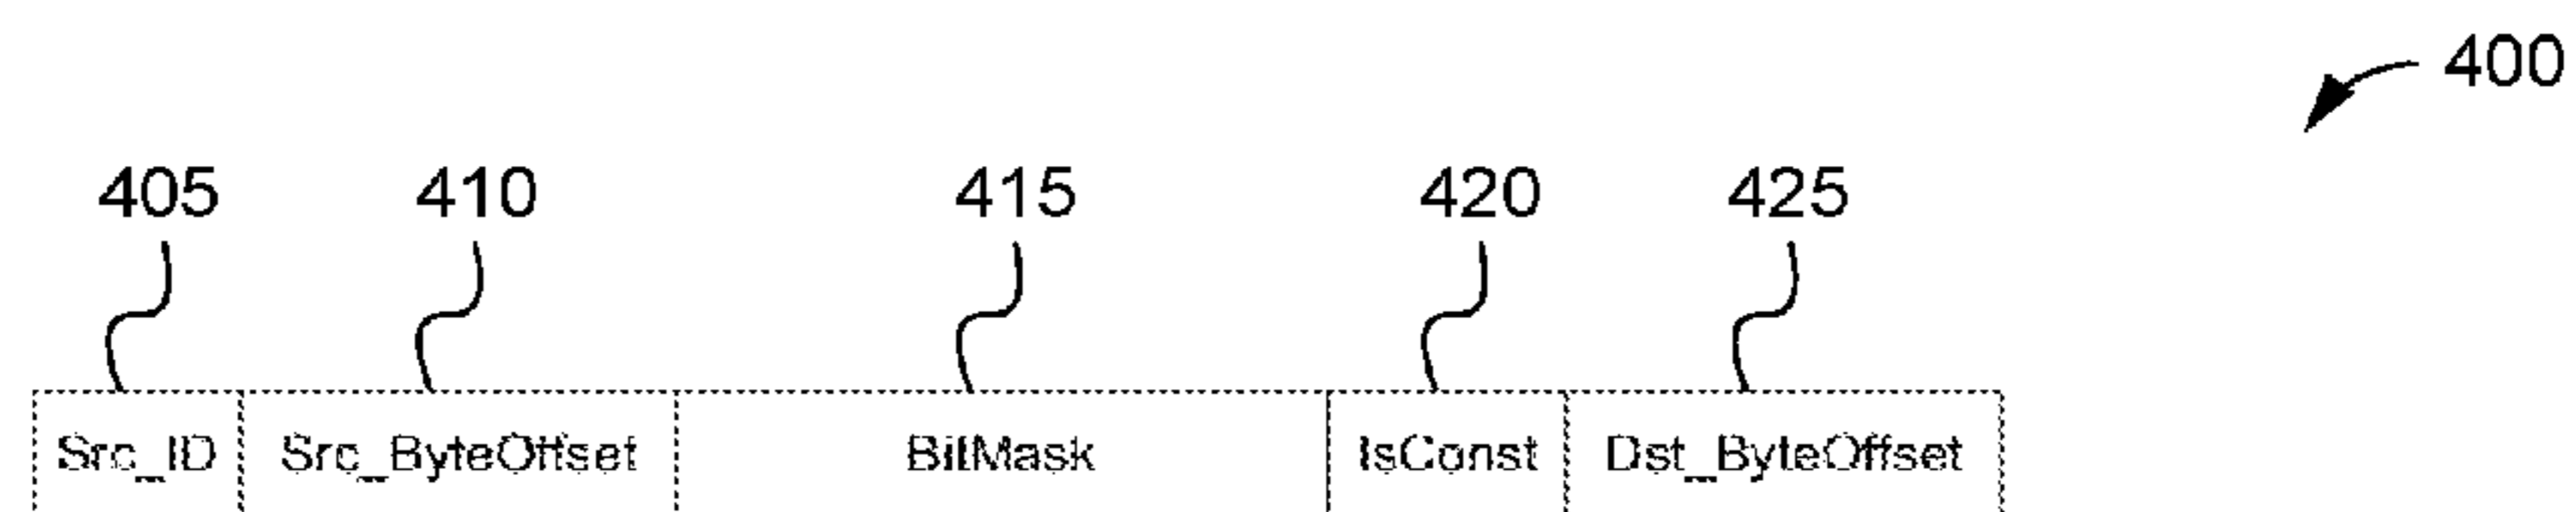 400
405 410 415 420 425
Src_ID Src_ByteOffset BitMask IsConst Dst_ByteOffset